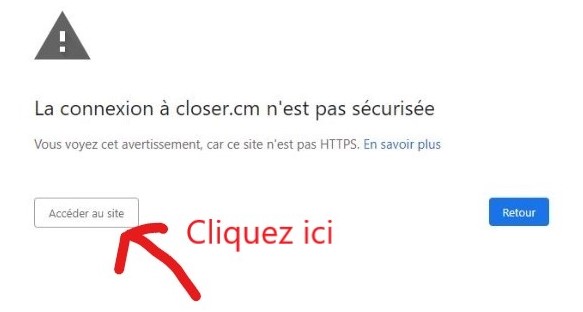 La connexion à closer.cm n'est pas sécurisée
Vous voyez cet avertissement, car ce site n'est pas HTTPS. En savoir plus
Accéder au site
Retour
Cliquez ici